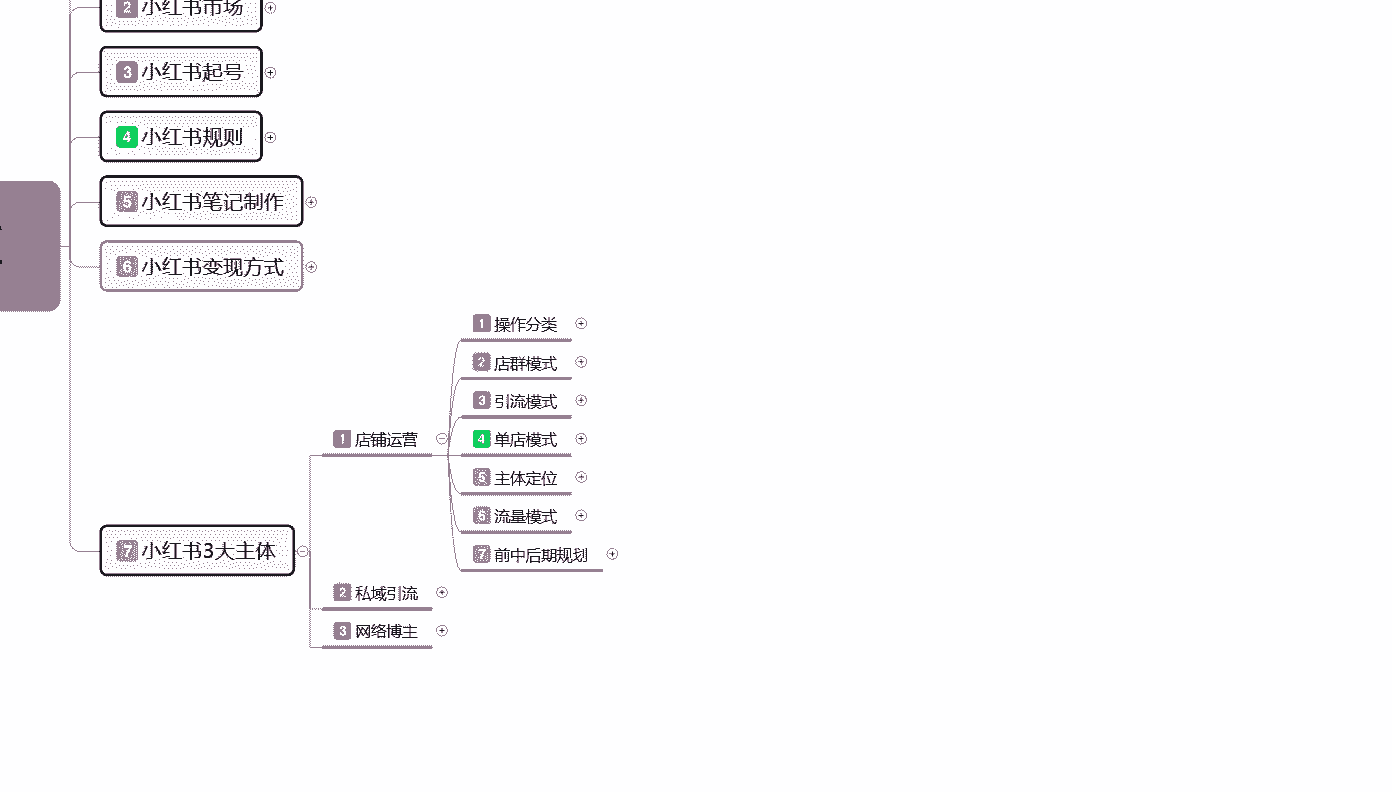 2 小红书市场
3 小红书起号
4 小红书规则
5 小红书笔记制作
6 小红书变现方式
7 小红书3大主体
1 店铺运营
1 操作分类
2 店群模式
3 引流模式
4 单店模式
5 主体定位
6 流量模式
7 前中后期规划
2 私域引流
3 网络博主